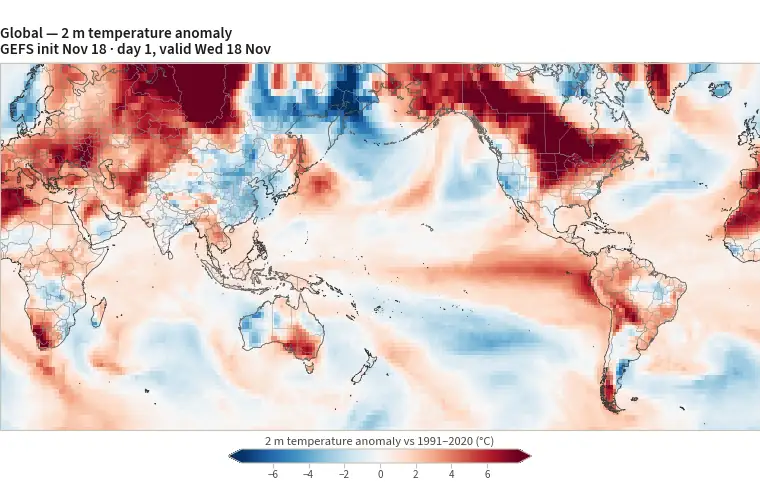 Global — 2 m temperature anomaly
GEFS init Nov 18 · day 1, valid Wed 18 Nov
2 m temperature anomaly vs 1991–2020 (°C)
−6 −4 −2 0 2 4 6